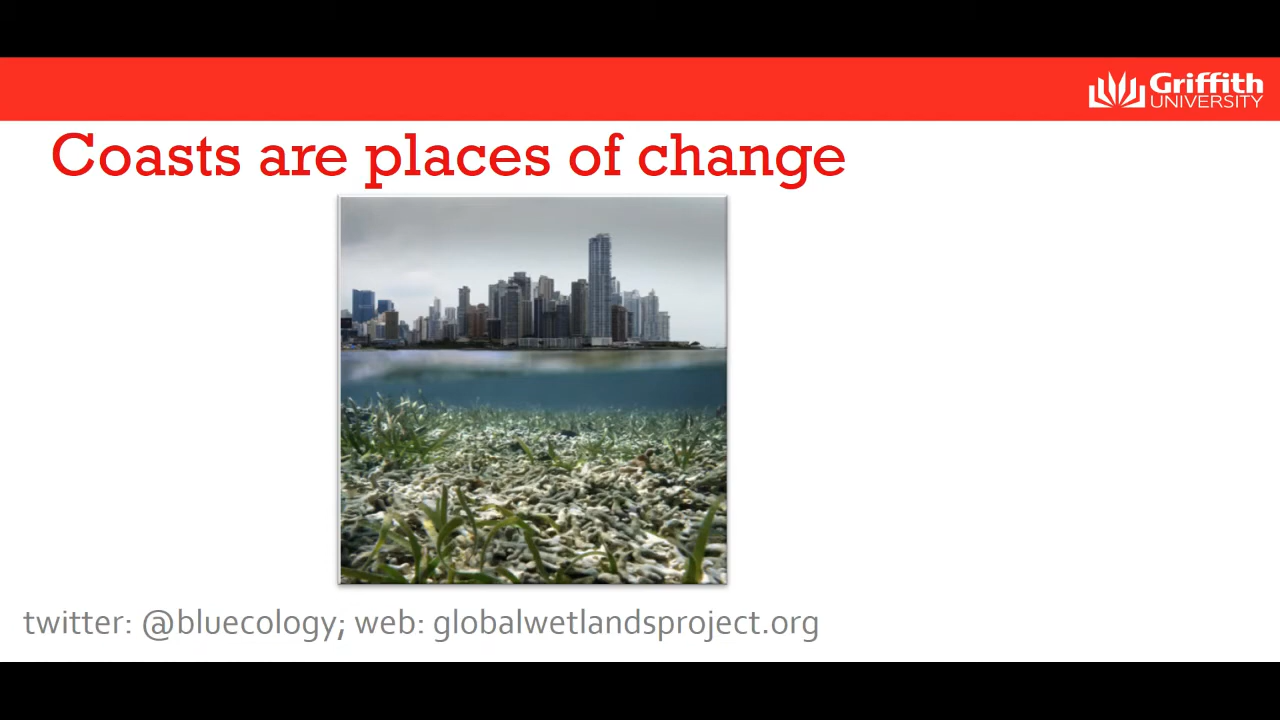 Griffith
UNIVERSITY
Coasts are places of change
twitter: @bluecology; web: globalwetlandsproject.org